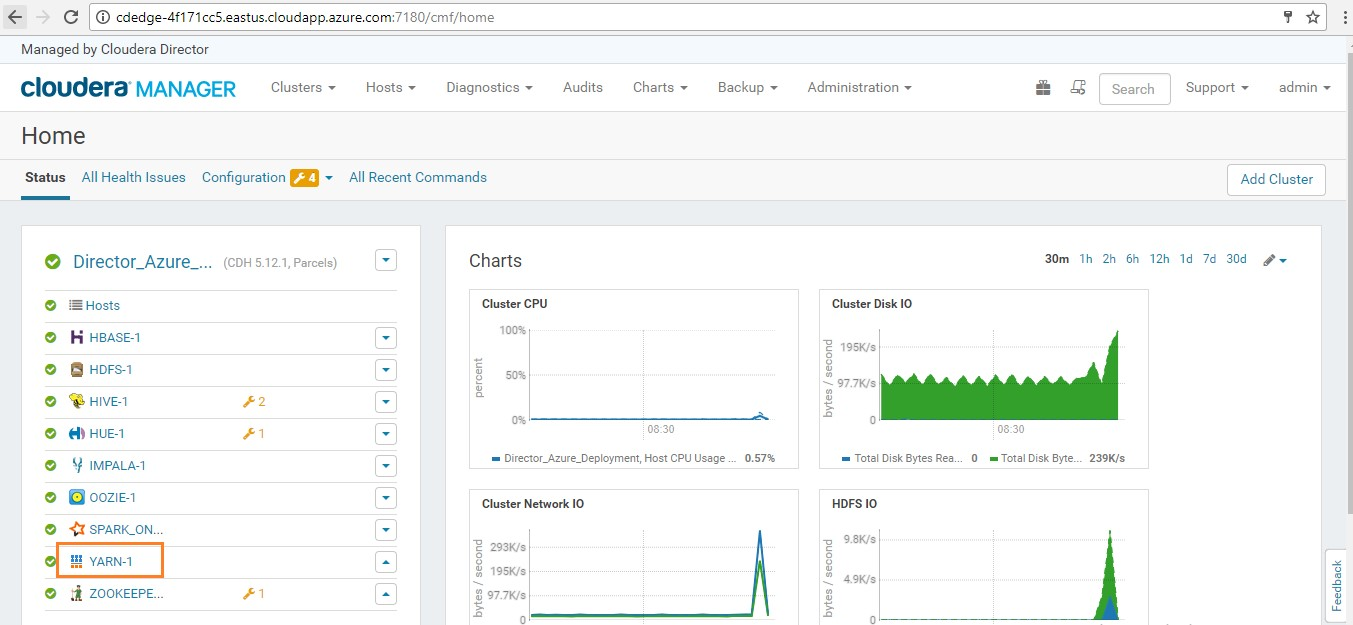 cdedge-4f171cc5.eastus.cloudapp.azure.com:7180/cmf/home
Managed by Cloudera Director
cloudera MANAGER Clusters Hosts Diagnostics Audits Charts Backup Administration Search Support admin
Home
Status All Health Issues Configuration 4 All Recent Commands Add Cluster
Director_Azure_... (CDH 5.12.1, Parcels)
Hosts
HBASE-1
HDFS-1
HIVE-1 2
HUE-1 1
IMPALA-1
OOZIE-1
SPARK_ON...
YARN-1
ZOOKEEPE... 1
Charts 30m 1h 2h 6h 12h 1d 7d 30d
Cluster CPU
percent
100%
50%
0%
08:30
Director_Azure_Deployment, Host CPU Usage ... 0.57%
Cluster Disk IO
bytes / second
195K/s
97.7K/s
0
08:30
Total Disk Bytes Rea... 0 Total Disk Byte... 239K/s
Cluster Network IO
bytes / second
293K/s
195K/s
97.7K/s
0
HDFS IO
bytes / second
9.8K/s
4.9K/s
0
Feedback